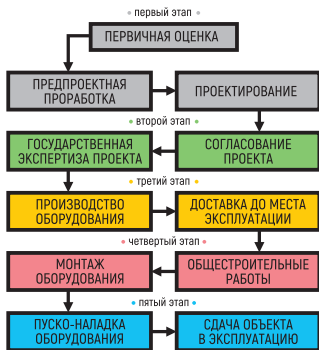 • первый этап •
ПЕРВИЧНАЯ ОЦЕНКА
ПРЕДПРОЕКТНАЯ
ПРОРАБОТКА
ПРОЕКТИРОВАНИЕ
• второй этап •
ГОСУДАРСТВЕННАЯ
ЭКСПЕРТИЗА ПРОЕКТА
СОГЛАСОВАНИЕ
ПРОЕКТА
• третий этап •
ПРОИЗВОДСТВО
ОБОРУДОВАНИЯ
ДОСТАВКА ДО МЕСТА
ЭКСПЛУАТАЦИИ
• четвертый этап •
МОНТАЖ
ОБОРУДОВАНИЯ
ОБЩЕСТРОИТЕЛЬНЫЕ
РАБОТЫ
• пятый этап •
ПУСКО-НАЛАДКА
ОБОРУДОВАНИЯ
СДАЧА ОБЪЕКТА
В ЭКСПЛУАТАЦИЮ